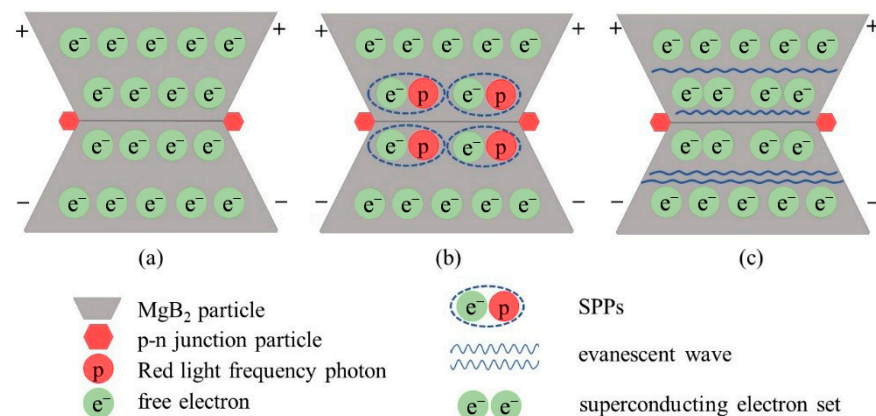 + + + + + +
e⁻ e⁻ e⁻ e⁻ e⁻ e⁻ e⁻ e⁻ e⁻ e⁻ e⁻ e⁻ e⁻ e⁻ e⁻
e⁻ e⁻ e⁻ e⁻ e⁻ p e⁻ p e⁻ e⁻ e⁻ e⁻
e⁻ e⁻ e⁻ e⁻ e⁻ p e⁻ p e⁻ e⁻ e⁻ e⁻
− − − − − −
e⁻ e⁻ e⁻ e⁻ e⁻ e⁻ e⁻ e⁻ e⁻ e⁻ e⁻ e⁻ e⁻ e⁻ e⁻
(a) (b) (c)
MgB₂ particle
p-n junction particle
p Red light frequency photon
e⁻ free electron
e⁻ p SPPs
evanescent wave
e⁻ e⁻ superconducting electron set